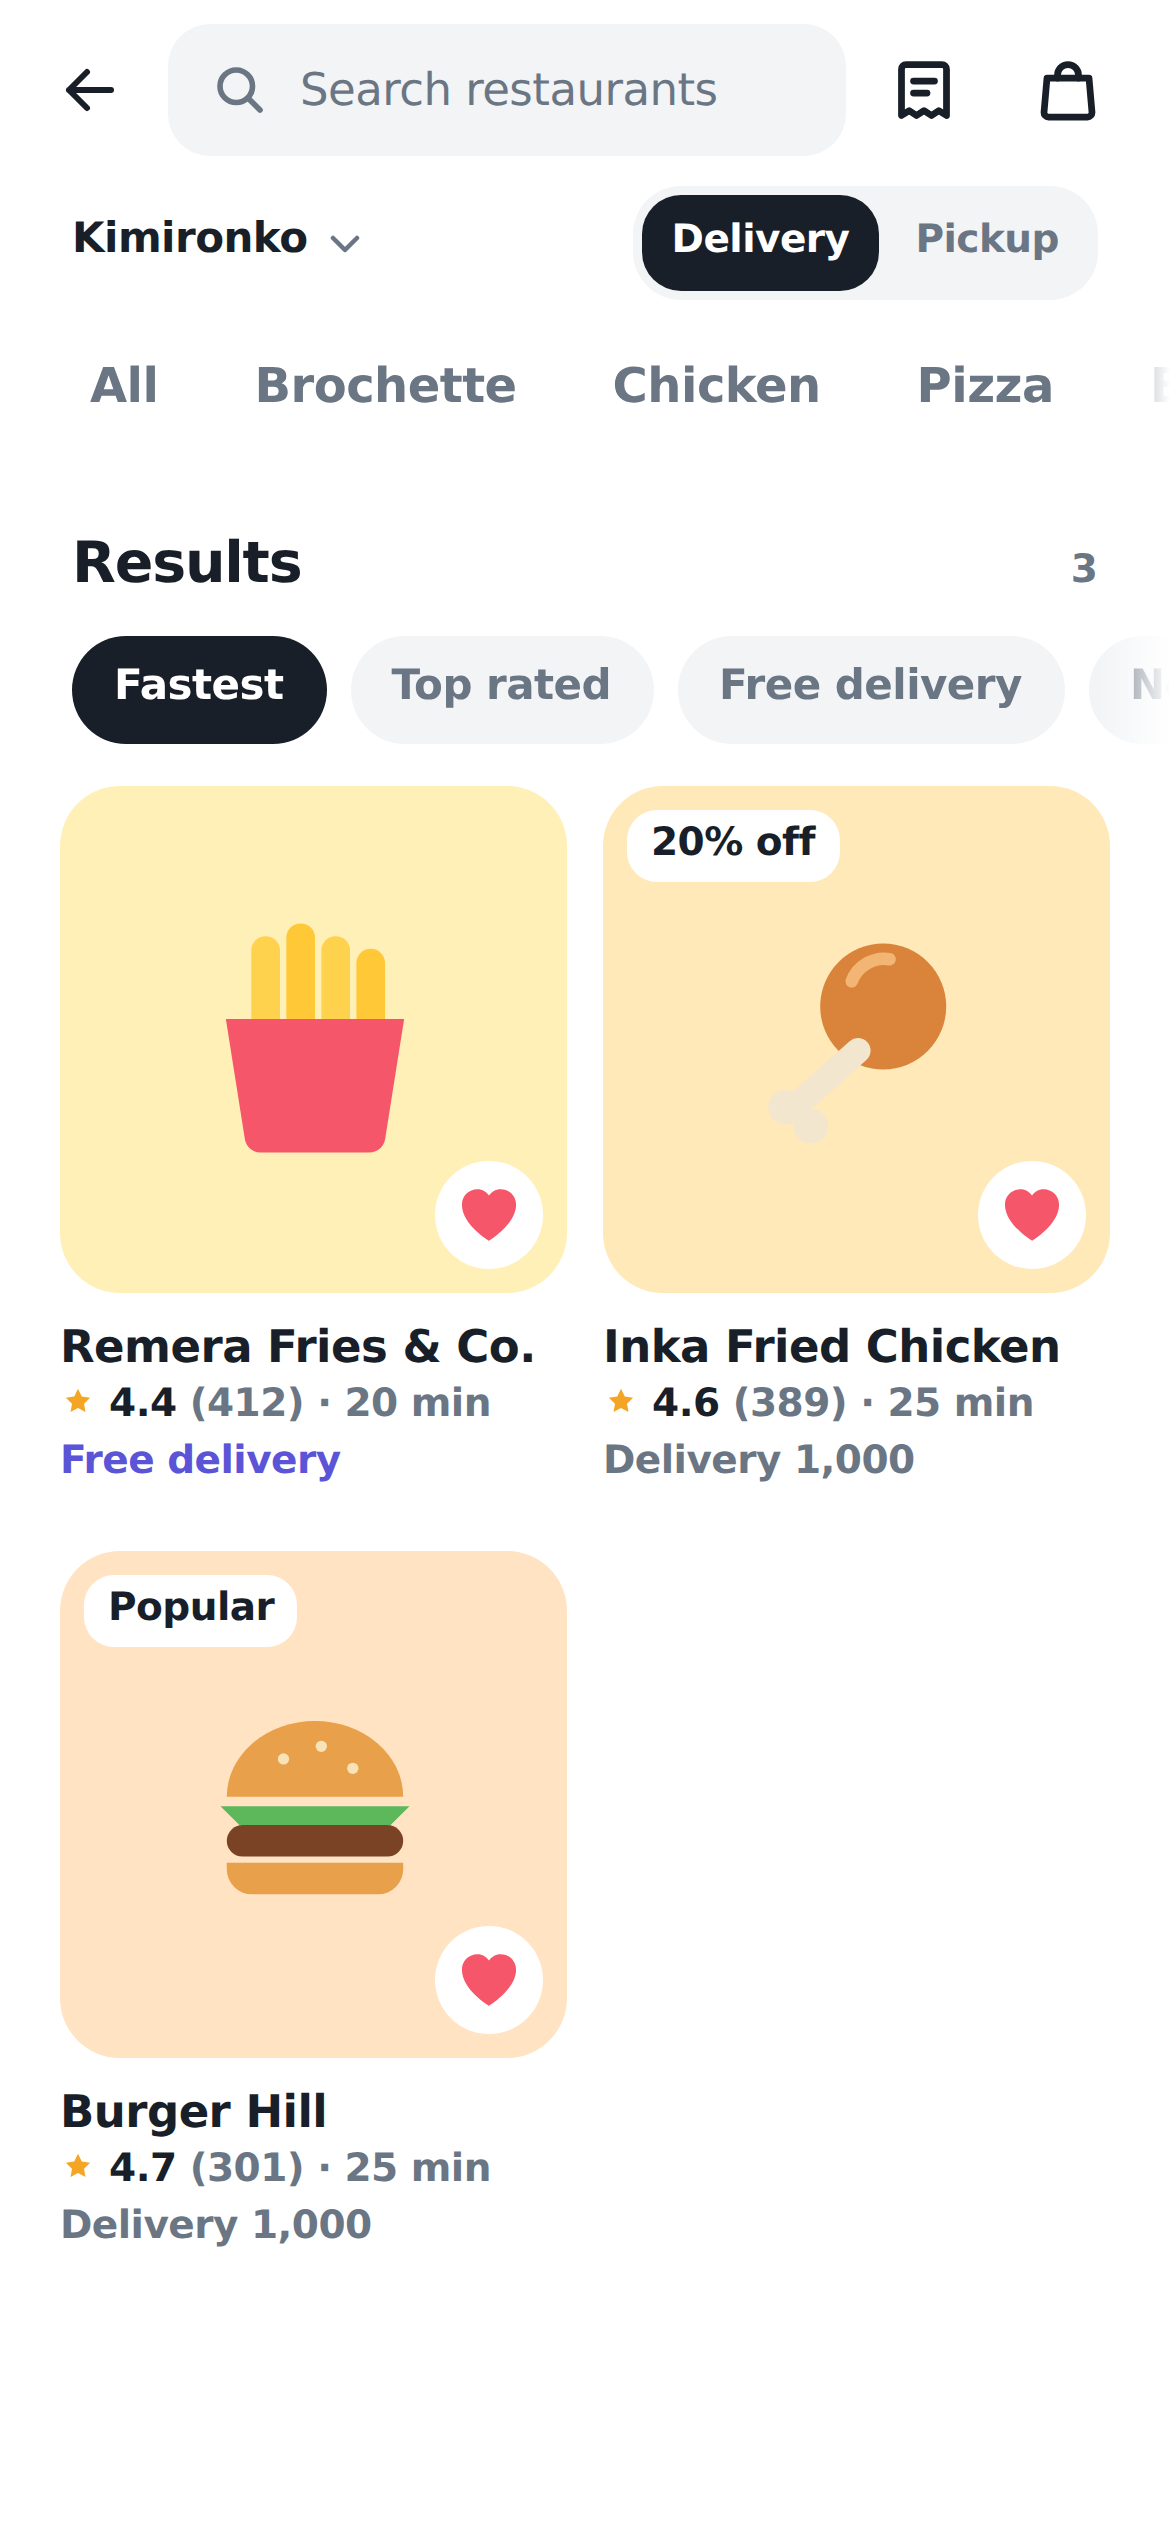 Search restaurants
Kimironko
Delivery Pickup
All Brochette Chicken Pizza
Results 3
Fastest Top rated Free delivery
20% off
Remera Fries & Co.
4.4 (412) · 20 min
Free delivery
Inka Fried Chicken
4.6 (389) · 25 min
Delivery 1,000
Popular
Burger Hill
4.7 (301) · 25 min
Delivery 1,000